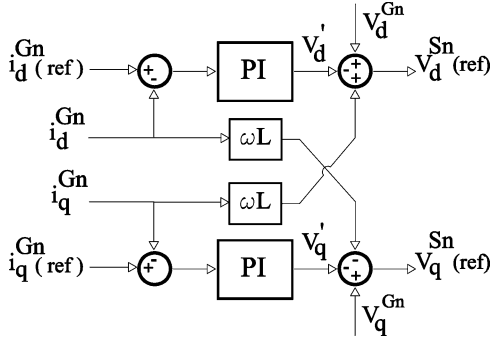 V_d^Gn
i_d^Gn (ref)
+ -
PI
V_d'
- + +
V_d^Sn (ref)
i_d^Gn
ωL
i_q^Gn
ωL
i_q^Gn (ref)
+ -
PI
V_q'
- - +
V_q^Sn (ref)
V_q^Gn